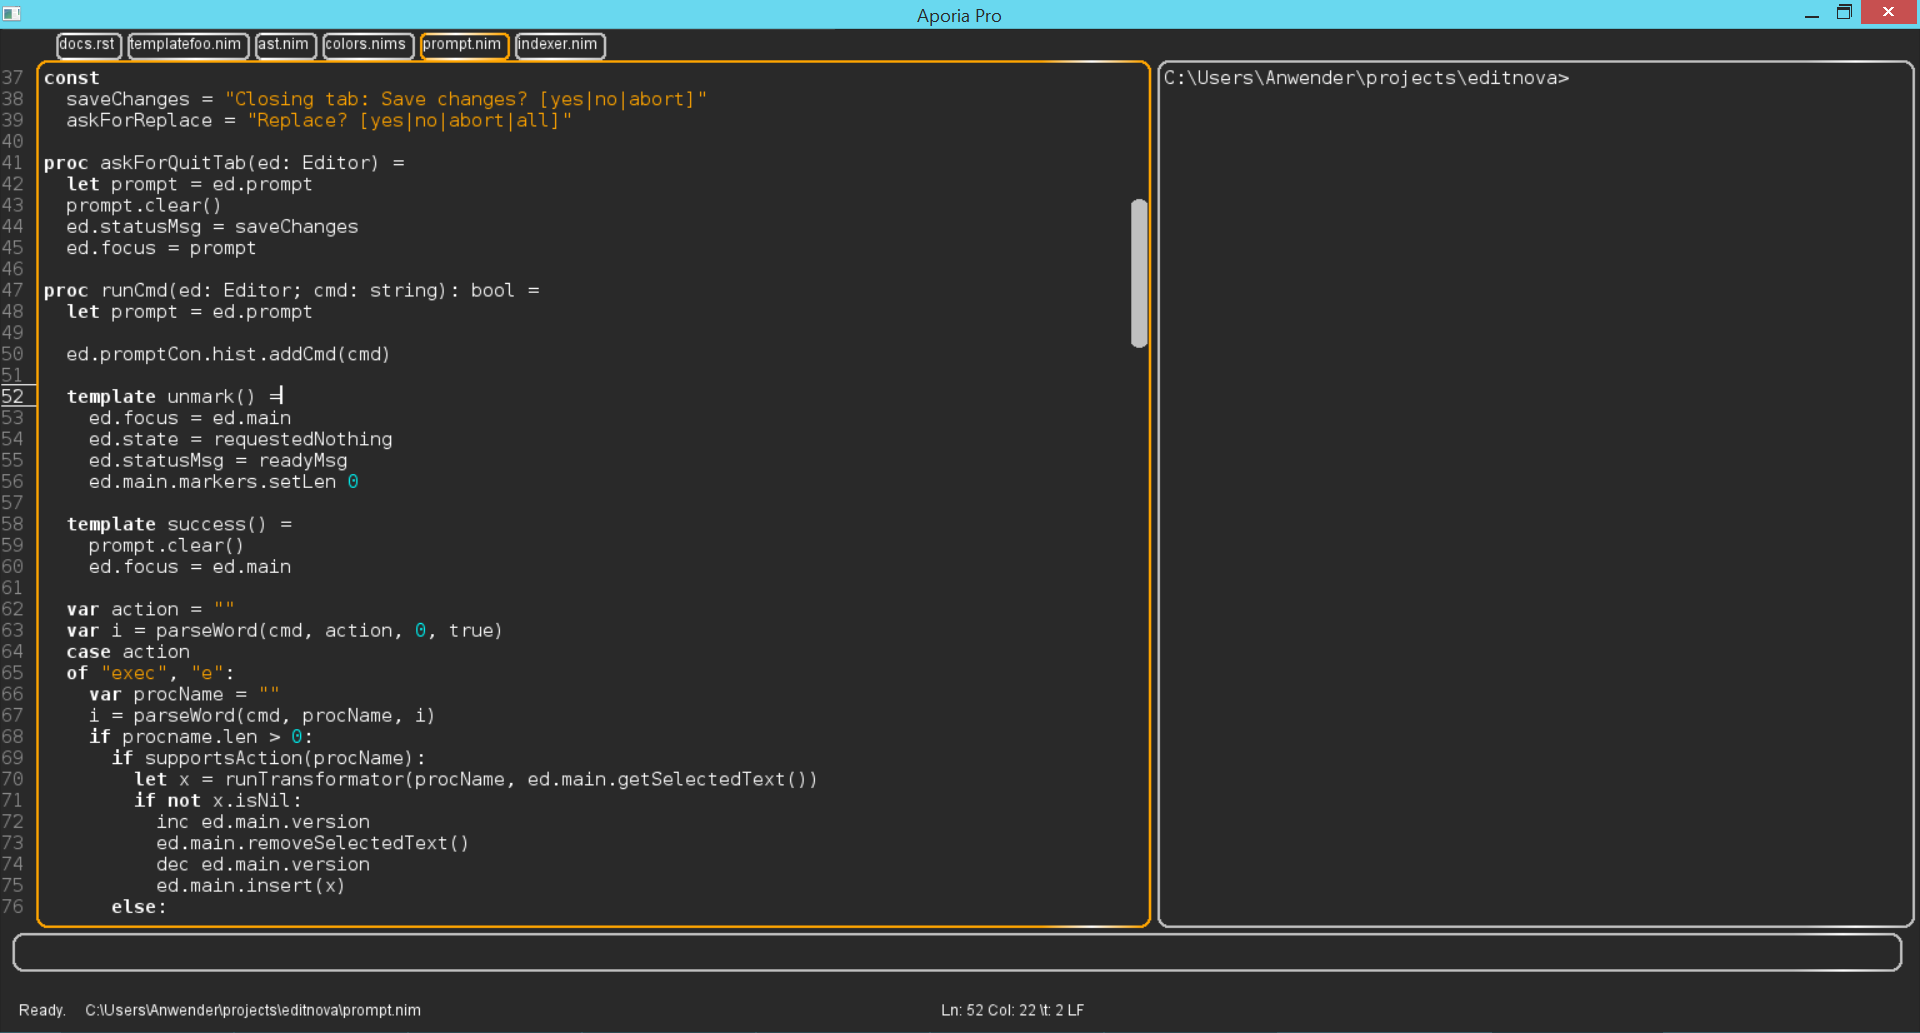 Aporia Pro
docs.rst templatefoo.nim ast.nim colors.nims prompt.nim indexer.nim
37 const
38   saveChanges = "Closing tab: Save changes? [yes|no|abort]"
39   askForReplace = "Replace? [yes|no|abort|all]"
40
41 proc askForQuitTab(ed: Editor) =
42   let prompt = ed.prompt
43   prompt.clear()
44   ed.statusMsg = saveChanges
45   ed.focus = prompt
46
47 proc runCmd(ed: Editor; cmd: string): bool =
48   let prompt = ed.prompt
49
50   ed.promptCon.hist.addCmd(cmd)
51
52   template unmark() =
53     ed.focus = ed.main
54     ed.state = requestedNothing
55     ed.statusMsg = readyMsg
56     ed.main.markers.setLen 0
57
58   template success() =
59     prompt.clear()
60     ed.focus = ed.main
61
62   var action = ""
63   var i = parseWord(cmd, action, 0, true)
64   case action
65   of "exec", "e":
66     var procName = ""
67     i = parseWord(cmd, procName, i)
68     if procname.len > 0:
69       if supportsAction(procName):
70         let x = runTransformator(procName, ed.main.getSelectedText())
71         if not x.isNil:
72           inc ed.main.version
73           ed.main.removeSelectedText()
74           dec ed.main.version
75           ed.main.insert(x)
76       else:
C:\Users\Anwender\projects\editnova>
Ready. C:\Users\Anwender\projects\editnova\prompt.nim Ln: 52 Col: 22 \t: 2 LF